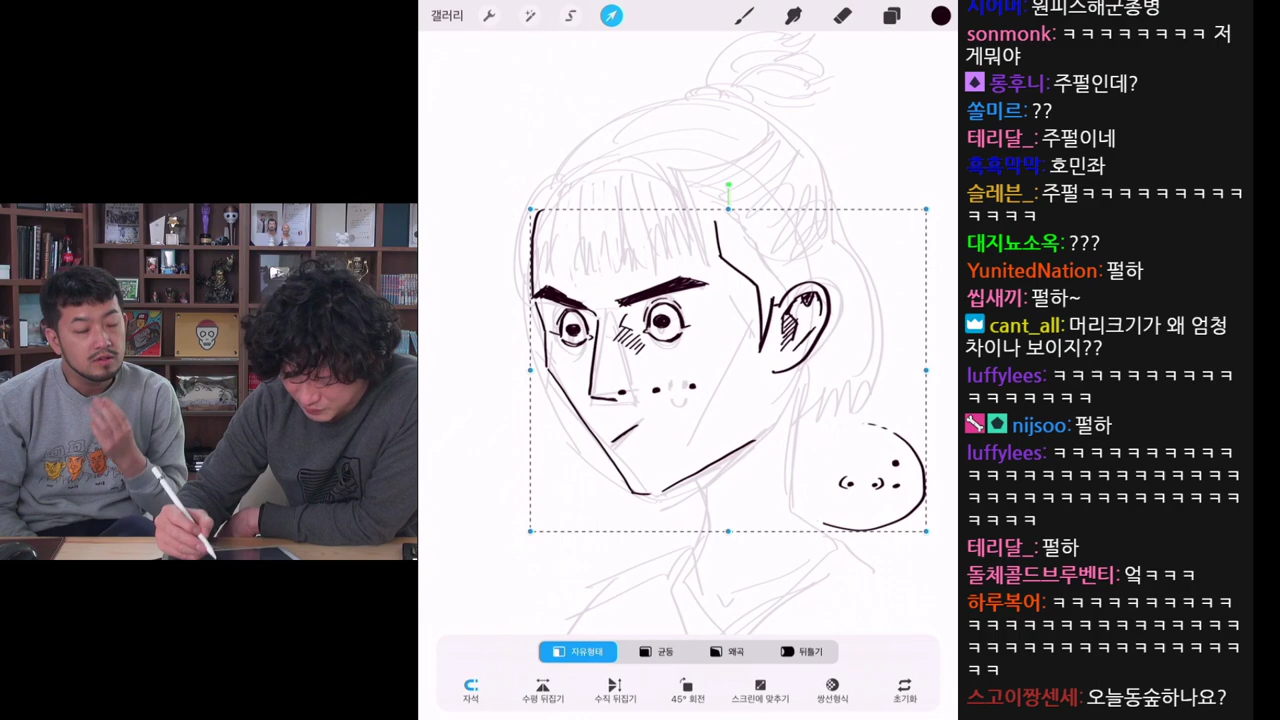 갤러리
자유형태
균등
왜곡
뒤틀기
자석
수평 뒤집기
수직 뒤집기
45° 회전
스크린에 맞추기
쌍선형식
초기화
시어미: 원피스해군총병
sonmonk: ㅋㅋㅋㅋㅋㅋㅋㅋ 저
게뭐야
롱후니: 주펄인데?
쏠미르: ??
테리달_: 주펄이네
흑흑막막: 호민좌
슬레븐_: 주펄ㅋㅋㅋㅋㅋㅋㅋㅋㅋ
ㅋㅋㅋㅋ
대지뇨소옥: ???
YunitedNation: 펄하
씹새끼: 펄하~
cant_all: 머리크기가 왜 엄청
차이나 보이지??
luffylees: ㅋㅋㅋㅋㅋㅋㅋㅋㅋㅋ
ㅋㅋㅋㅋㅋㅋㅋ
nijsoo: 펄하
luffylees: ㅋㅋㅋㅋㅋㅋㅋㅋㅋㅋ
ㅋㅋㅋㅋㅋㅋㅋㅋㅋㅋㅋㅋㅋㅋㅋ
ㅋㅋㅋㅋㅋㅋㅋㅋㅋㅋㅋㅋㅋㅋㅋ
ㅋㅋㅋㅋ
테리달_: 펄하
돌체콜드브루벤티: 엌ㅋㅋㅋ
하루복어: ㅋㅋㅋㅋㅋㅋㅋㅋㅋㅋ
ㅋㅋㅋㅋㅋㅋㅋㅋㅋㅋㅋㅋㅋㅋㅋ
ㅋㅋㅋㅋㅋㅋㅋㅋㅋㅋㅋㅋㅋㅋㅋ
ㅋㅋ
스고이짱센세: 오늘동숲하나요?